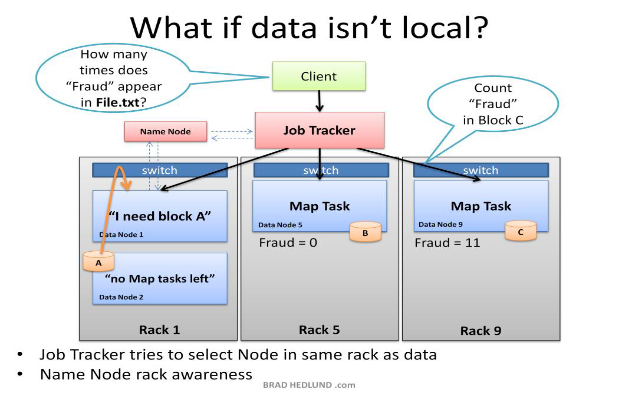 What if data isn't local?
How many
times does
"Fraud" appear
in File.txt?
Client
Count
"Fraud"
in Block C
Name Node
Job Tracker
switch
switch
switch
"I need block A"
Data Node 1
Map Task
Data Node 5
B
Map Task
Data Node 9
C
Fraud = 0
Fraud = 11
A
"no Map tasks left"
Data Node 2
Rack 1
Rack 5
Rack 9
• Job Tracker tries to select Node in same rack as data
• Name Node rack awareness
BRAD HEDLUND .com